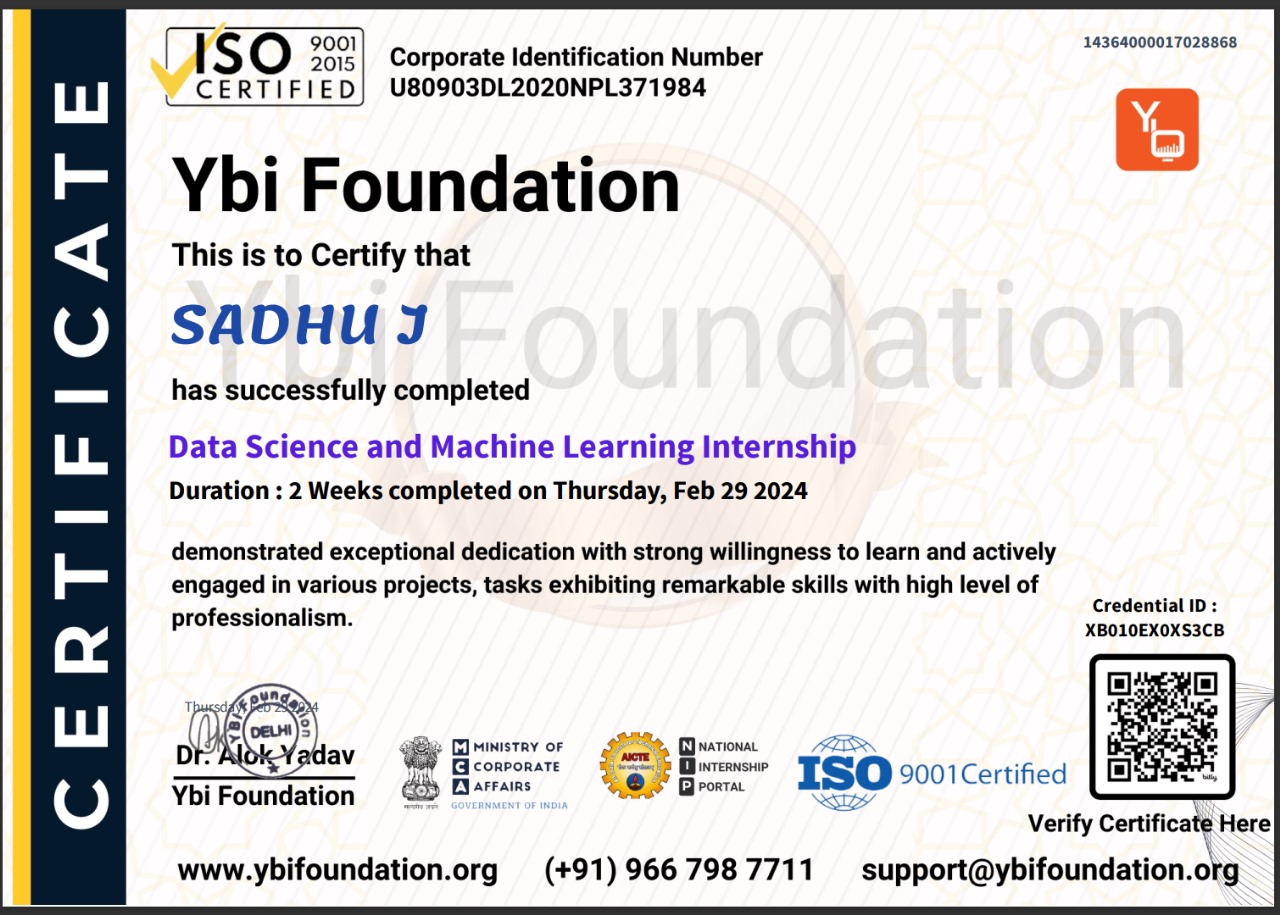 CERTIFICATE
ISO 9001
2015
CERTIFIED
Corporate Identification Number
U80903DL2020NPL371984
14364000017028868
Ybi Foundation
This is to Certify that
SADHU J
has successfully completed
Data Science and Machine Learning Internship
Duration : 2 Weeks completed on Thursday, Feb 29 2024
demonstrated exceptional dedication with strong willingness to learn and actively
engaged in various projects, tasks exhibiting remarkable skills with high level of
professionalism.
Ybi Foundation
Credential ID :
XB010EX0XS3CB
Thursday, Feb 29 2024
Ybi Foundation
DELHI
Dr. Alok Yadav
Ybi Foundation
MCA
MINISTRY OF
CORPORATE
AFFAIRS
GOVERNMENT OF INDIA
AICTE
NIP
NATIONAL
INTERNSHIP
PORTAL
ISO 9001Certified
bitly
Verify Certificate Here
www.ybifoundation.org (+91) 966 798 7711 support@ybifoundation.org